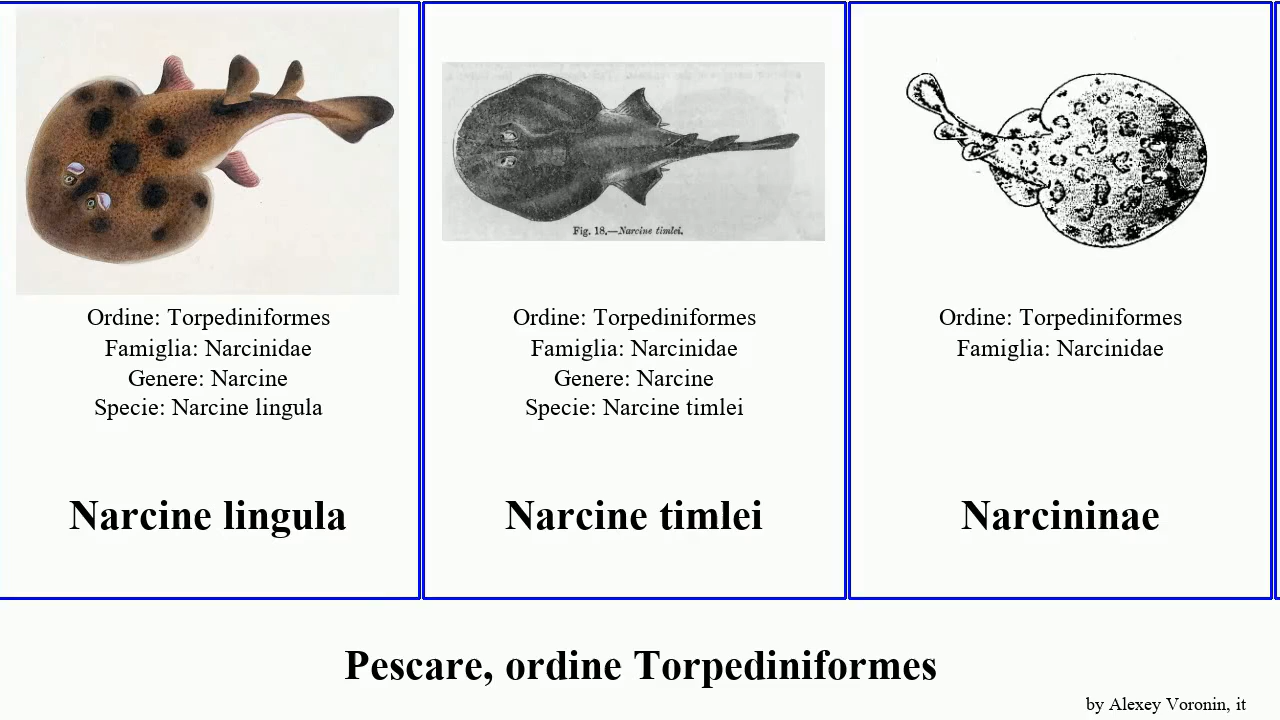 Fig. 18.—Narcine timlei.
Ordine: Torpediniformes
Famiglia: Narcinidae
Genere: Narcine
Specie: Narcine lingula
Narcine lingula
Ordine: Torpediniformes
Famiglia: Narcinidae
Genere: Narcine
Specie: Narcine timlei
Narcine timlei
Ordine: Torpediniformes
Famiglia: Narcinidae
Narcininae
Pescare, ordine Torpediniformes
by Alexey Voronin, it